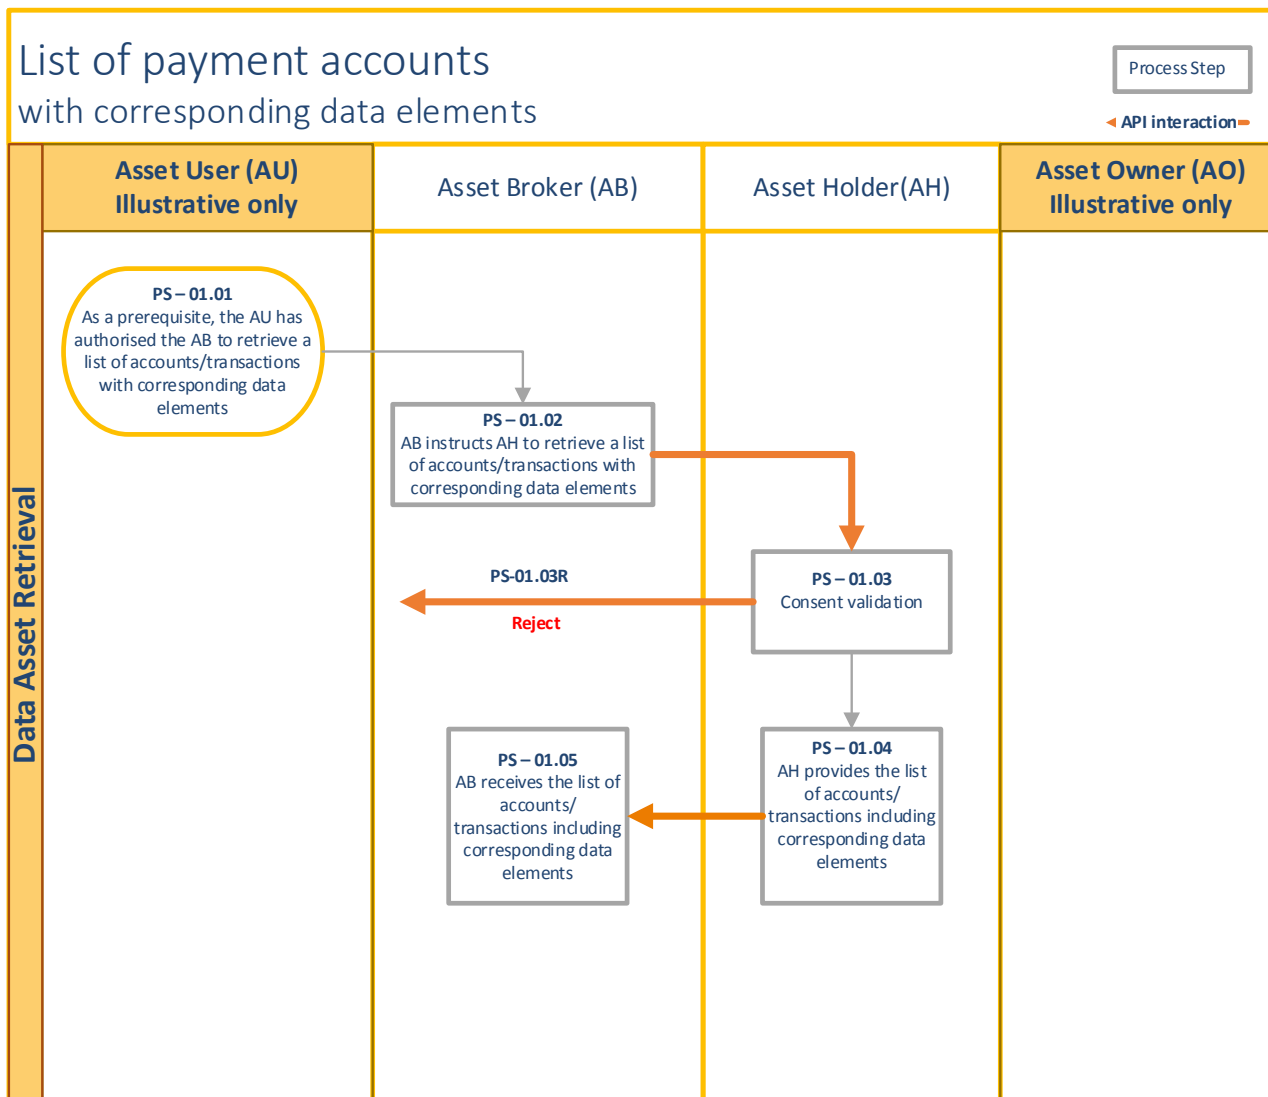 List of payment accounts
with corresponding data elements
Process Step
API interaction
Asset User (AU)
Illustrative only
Asset Broker (AB)
Asset Holder(AH)
Asset Owner (AO)
Illustrative only
Data Asset Retrieval
PS – 01.01
As a prerequisite, the AU has
authorised the AB to retrieve a
list of accounts/transactions
with corresponding data
elements
PS – 01.02
AB instructs AH to retrieve a list
of accounts/transactions with
corresponding data elements
PS – 01.03
Consent validation
PS-01.03R
Reject
PS – 01.04
AH provides the list
of accounts/
transactions including
corresponding data
elements
PS – 01.05
AB receives the list of
accounts/
transactions including
corresponding data
elements